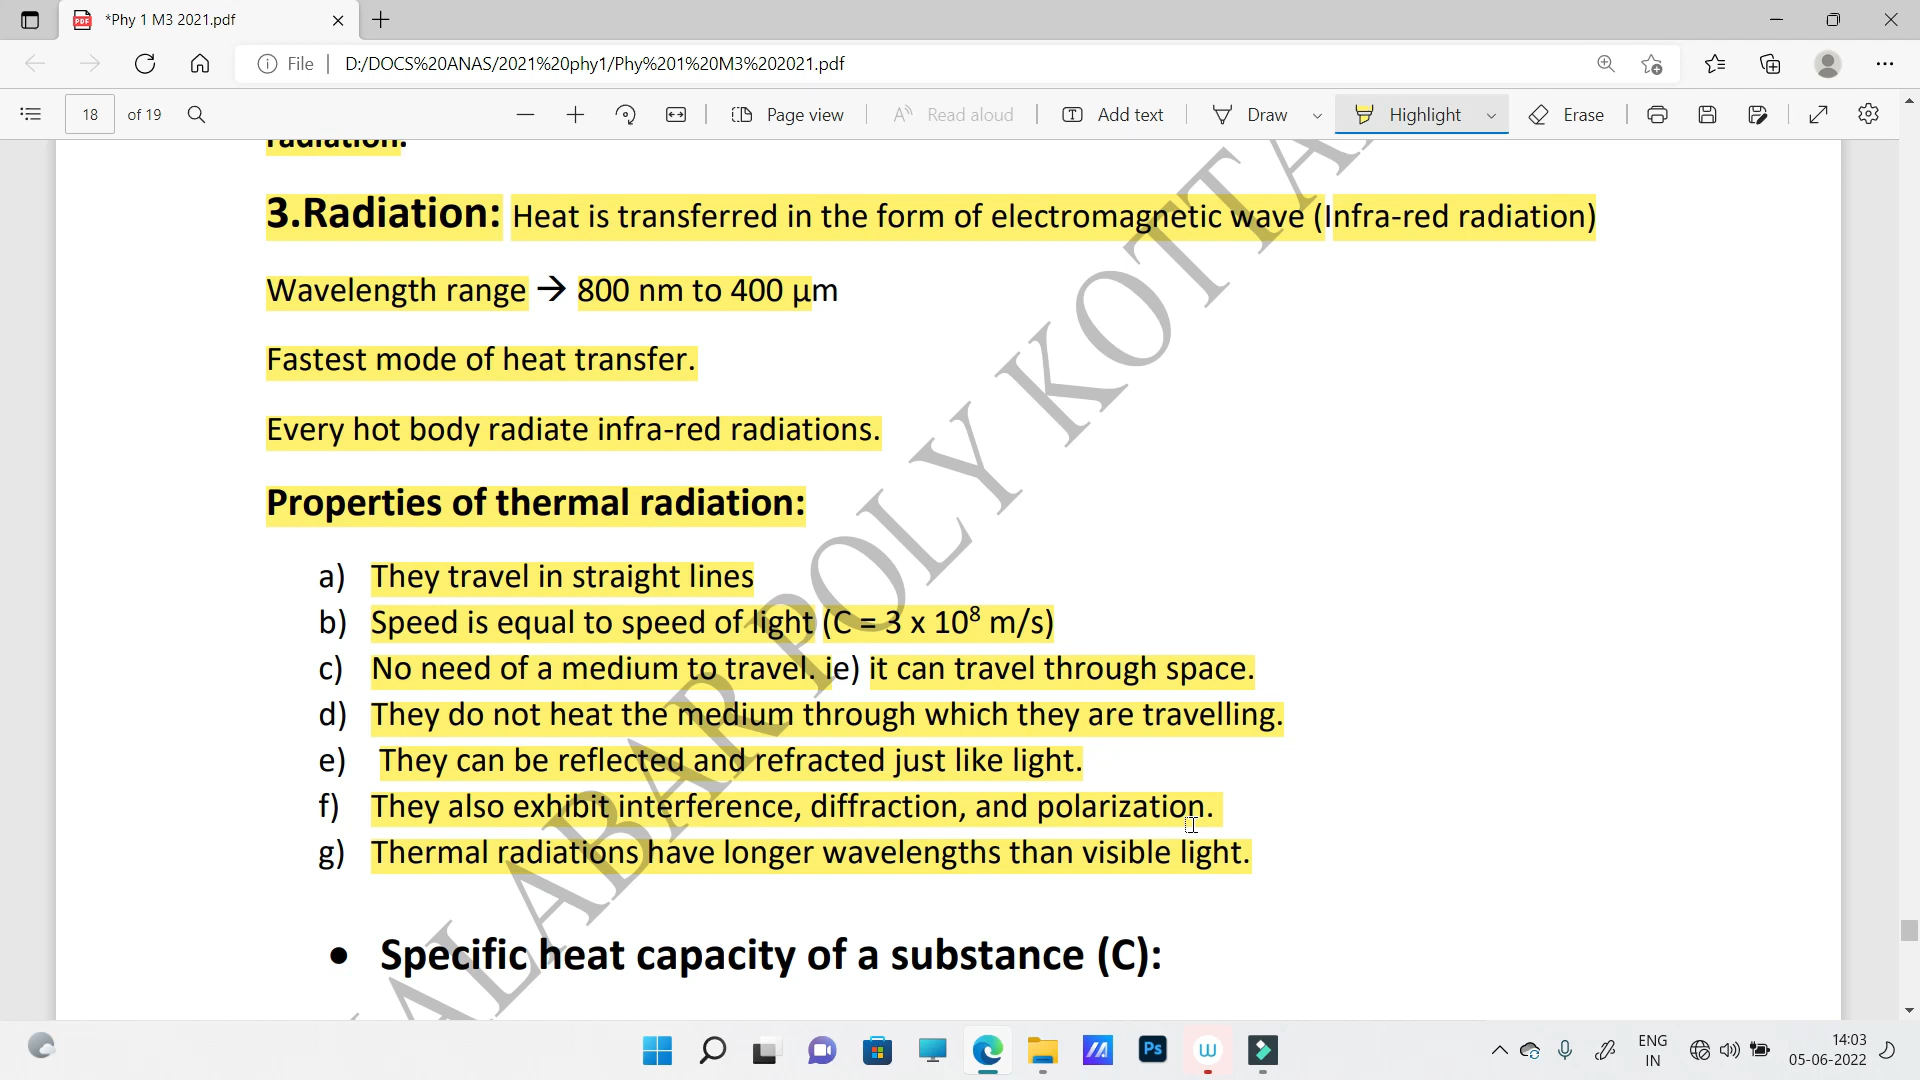 *Phy 1 M3 2021.pdf
File
D:/DOCS%20ANAS/2021%20phy1/Phy%201%20M3%202021.pdf
18 of 19
Page view
Read aloud
Add text
Draw
Highlight
Erase
radiation.
3.Radiation: Heat is transferred in the form of electromagnetic wave (Infra-red radiation)
Wavelength range → 800 nm to 400 µm
Fastest mode of heat transfer.
Every hot body radiate infra-red radiations.
Properties of thermal radiation:
a) They travel in straight lines
b) Speed is equal to speed of light (C = 3 x 10⁸ m/s)
c) No need of a medium to travel. ie) it can travel through space.
d) They do not heat the medium through which they are travelling.
e) They can be reflected and refracted just like light.
f) They also exhibit interference, diffraction, and polarization.
g) Thermal radiations have longer wavelengths than visible light.
• Specific heat capacity of a substance (C):
ALABAR POLY KOTTA
Ps
ENG
IN
14:03
05-06-2022